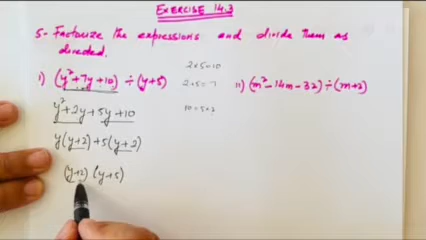 EXERCISE 14.3
5- Factorize the expressions and divide them as
directed.
i) (y²+7y+10) ÷ (y+5)
2×5=10
2+5=7
10=5×2
ii) (m²-14m-32) ÷ (m+2)
y²+2y+5y+10
y(y+2)+5(y+2)
(y+2) (y+5)